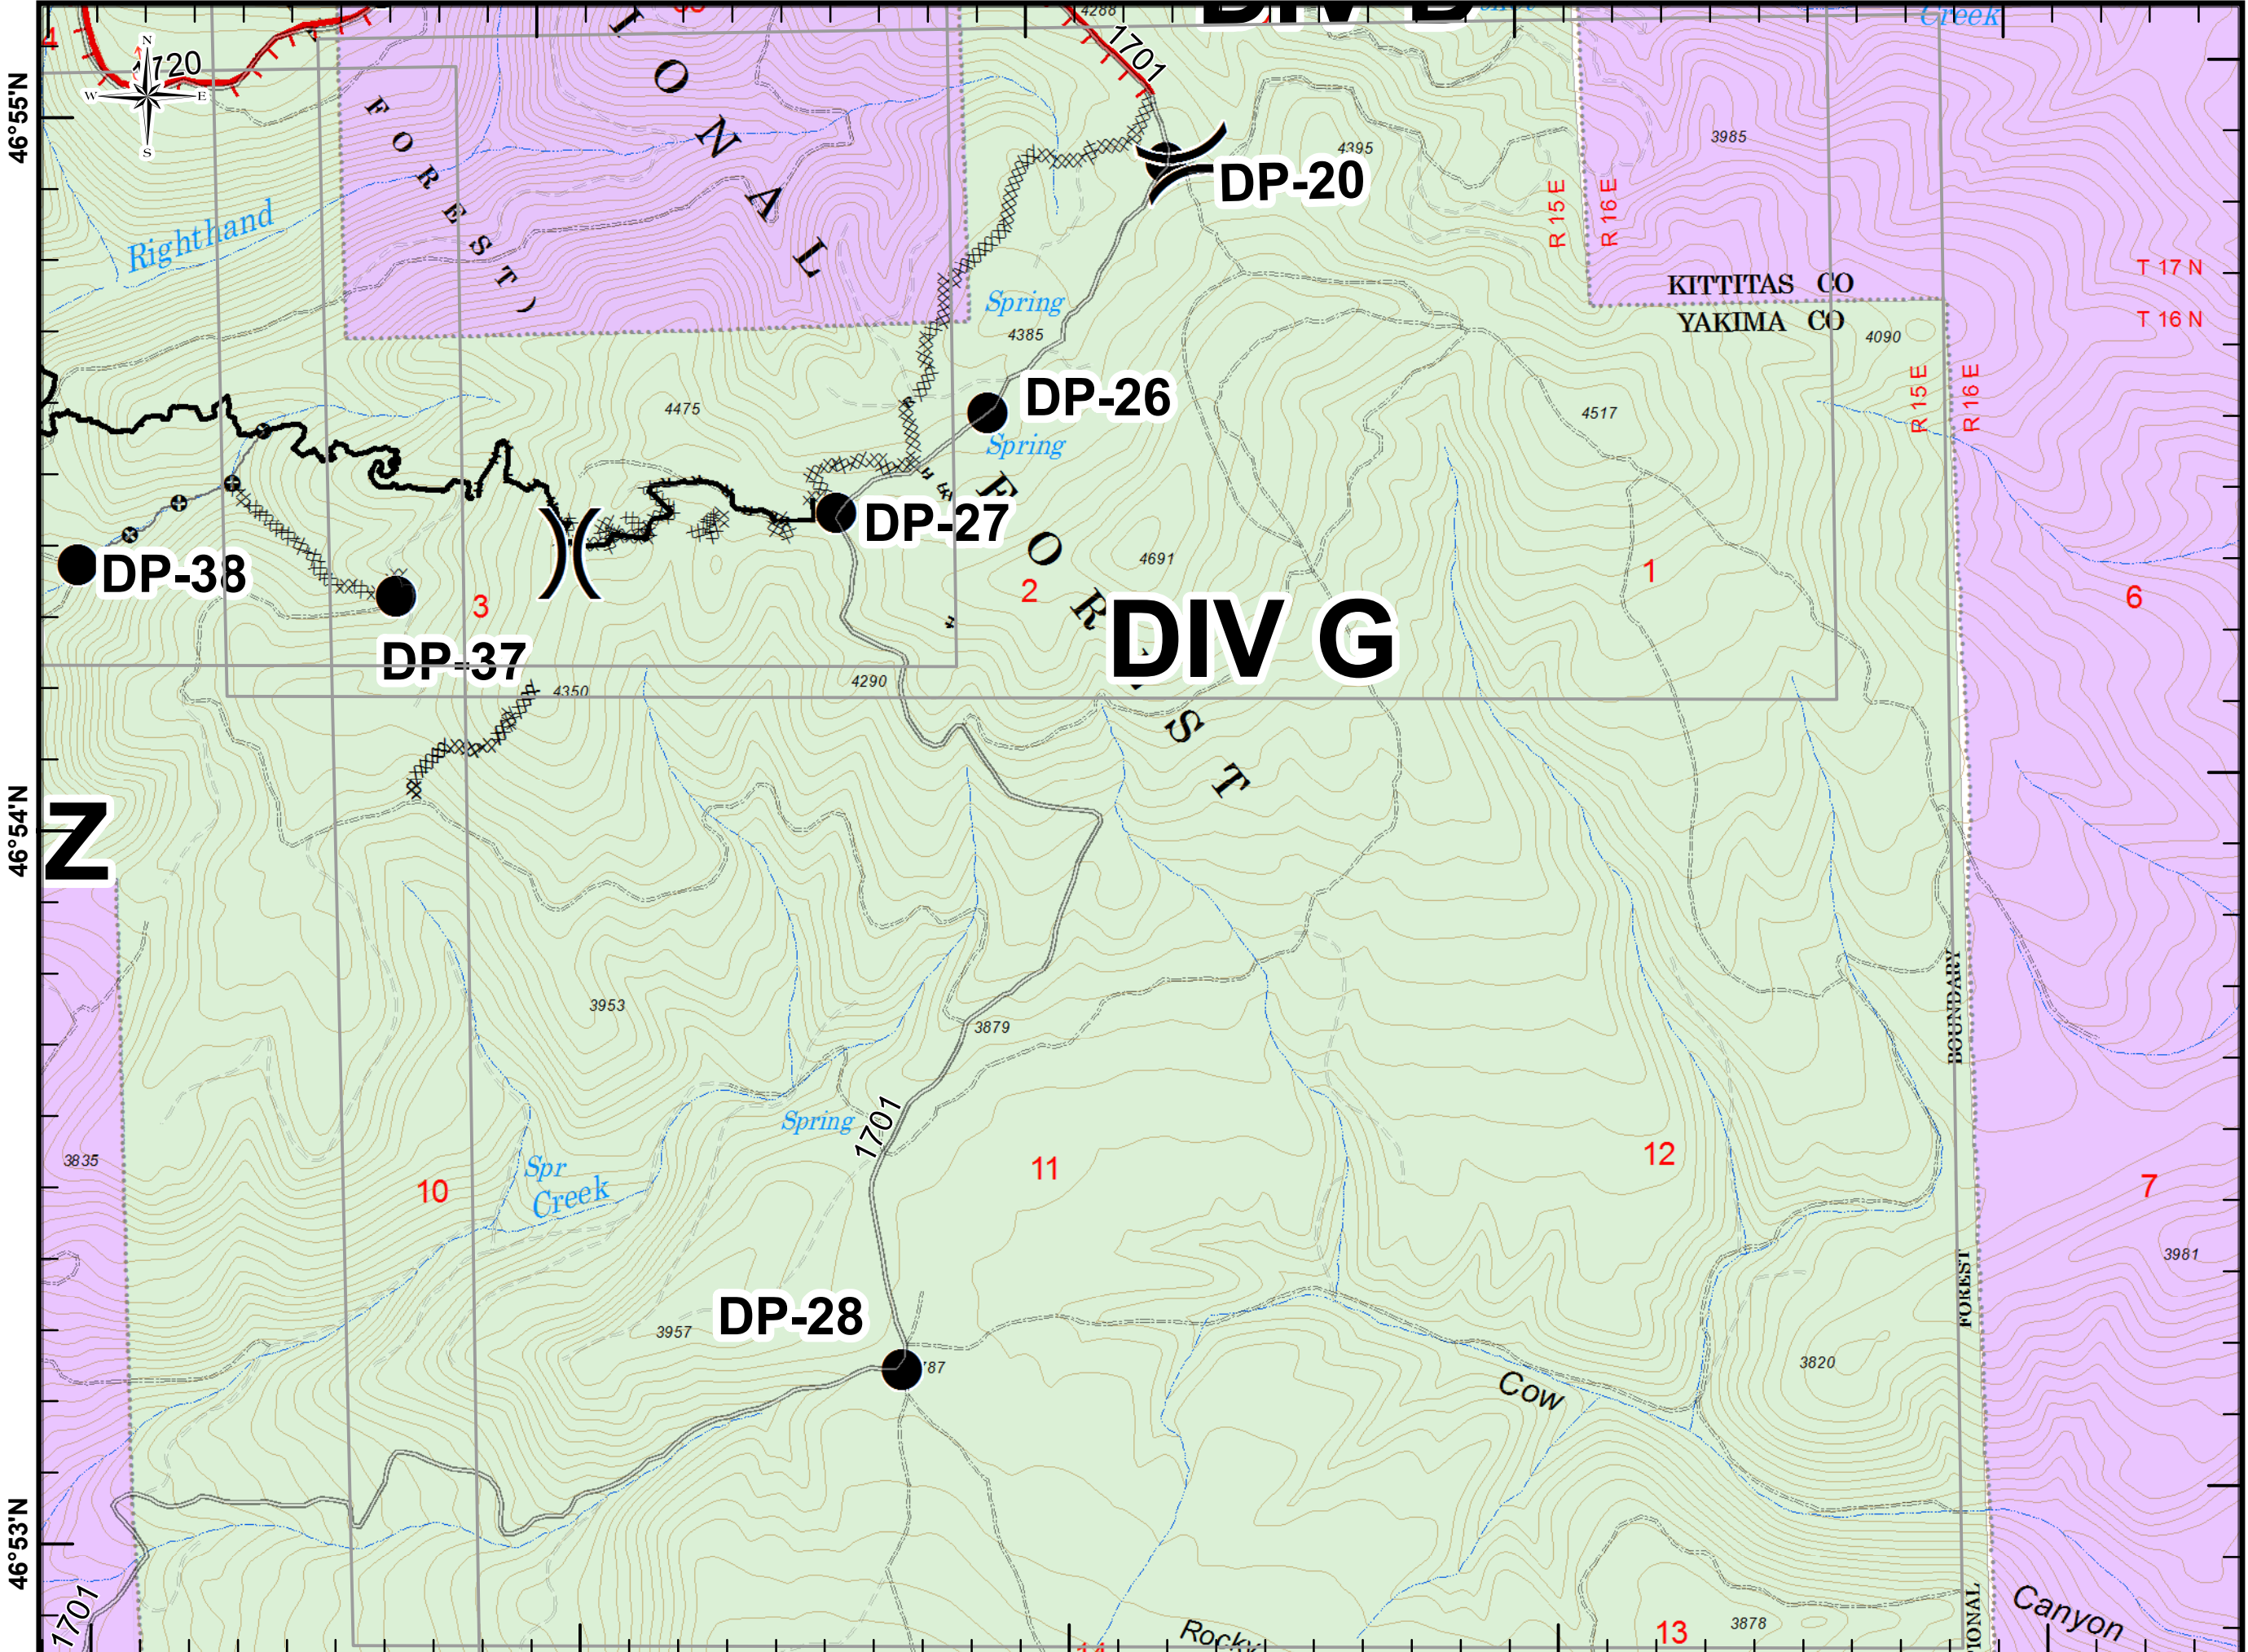 4288
Creek
1701
1720
N
W E
S
46°55'N
I O N A L
F O R E S T )
4395
3985
DP-20
R 15 E
R 16 E
Righthand
T 17 N
KITTITAS CO
YAKIMA CO
T 16 N
Spring
4385
4090
DP-26
R 15 E
R 16 E
4475
4517
Spring
F O R
DP-27
4691
DP-38
1
2
3
6
DIV G
DP-37
4350
4290
S T
46°54'N
Z
BOUNDARY
3953
3879
1701
Spring
3835
10
Spr
Creek
11
12
7
3981
FOREST
DP-28
3957
3820
Cow
46°53'N
1701
Rocky
13
3878
Canyon